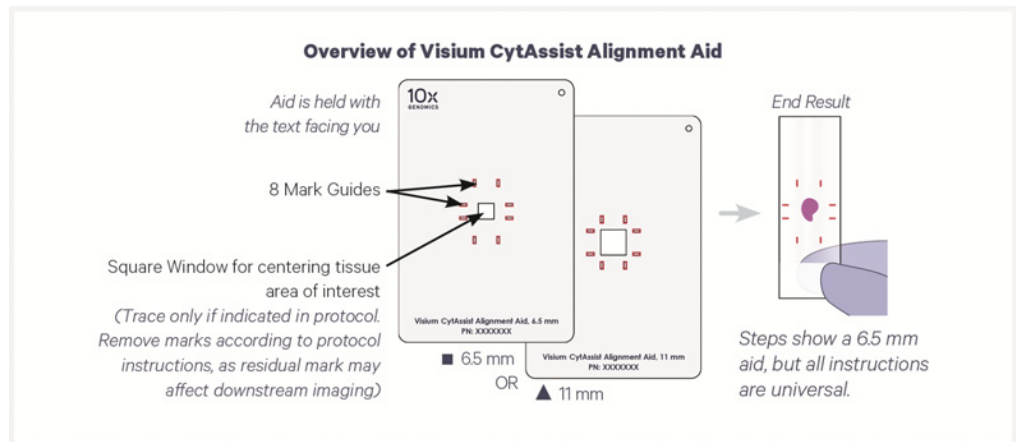 Overview of Visium CytAssist Alignment Aid
Aid is held with
the text facing you
8 Mark Guides
Square Window for centering tissue
area of interest
(Trace only if indicated in protocol.
Remove marks according to protocol
instructions, as residual mark may
affect downstream imaging)
10x
GENOMICS
Visium CytAssist Alignment Aid, 6.5 mm
PN: XXXXXXX
6.5 mm
OR
Visium CytAssist Alignment Aid, 11 mm
PN: XXXXXXX
11 mm
End Result
Steps show a 6.5 mm
aid, but all instructions
are universal.